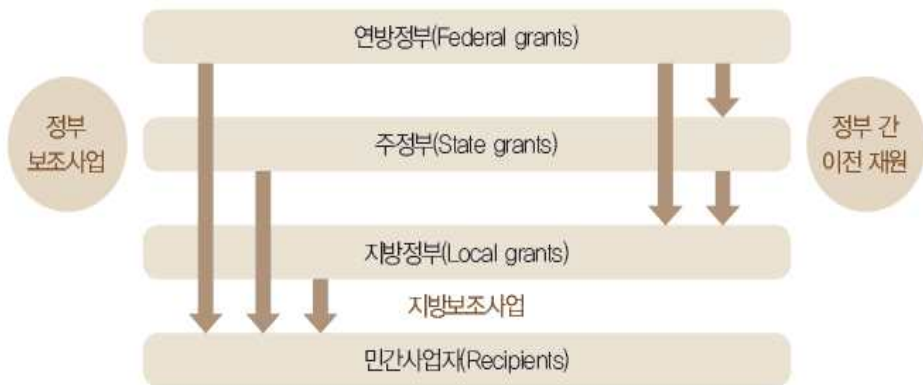 연방정부(Federal grants)
정부
보조사업
주정부(State grants)
정부 간
이전 재원
지방정부(Local grants)
지방보조사업
민간사업자(Recipients)